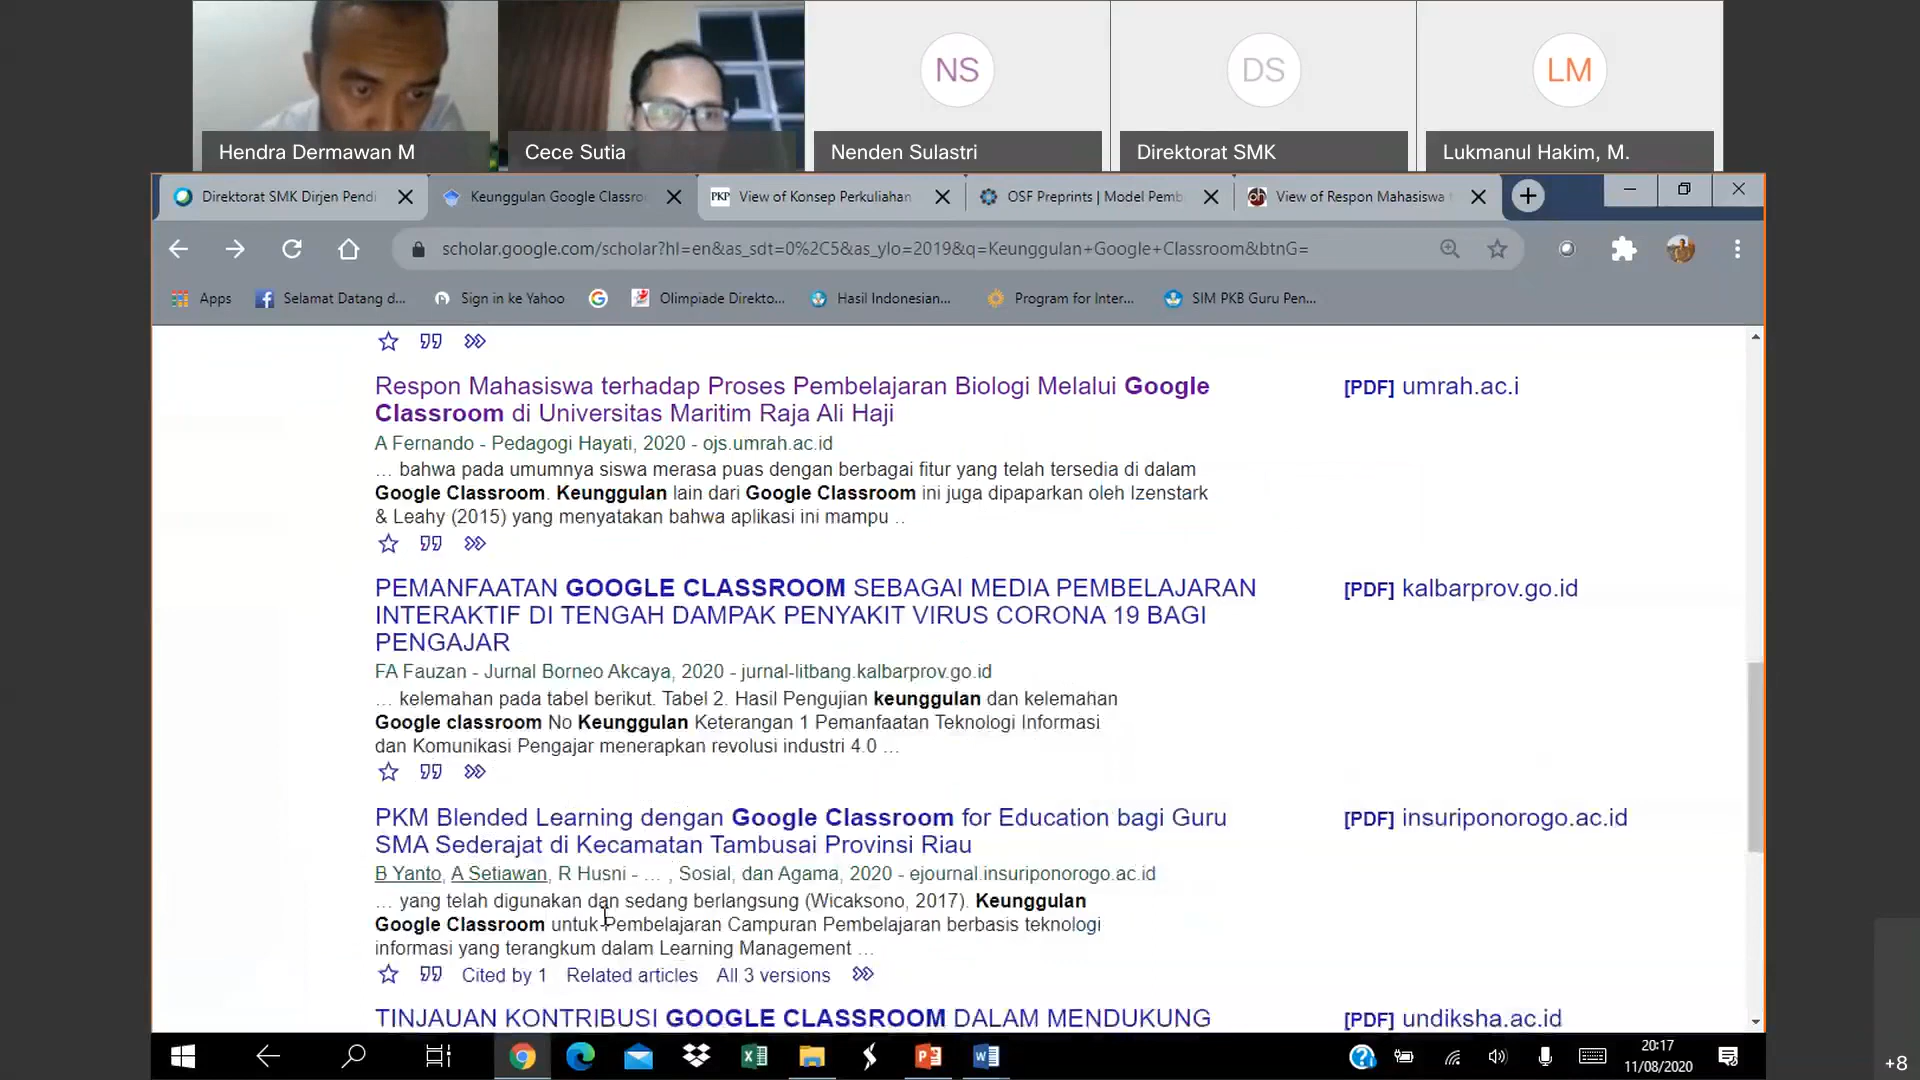 NS
DS
LM
Hendra Dermawan M
Cece Sutia
Nenden Sulastri
Direktorat SMK
Lukmanul Hakim, M.
Direktorat SMK Dirjen Pendi
Keunggulan Google Classro
PKP View of Konsep Perkuliahan
OSF Preprints | Model Pemb
View of Respon Mahasiswa
scholar.google.com/scholar?hl=en&as_sdt=0%2C5&as_ylo=2019&q=Keunggulan+Google+Classroom&btnG=
Apps
Selamat Datang d...
Sign in ke Yahoo
Olimpiade Direkto...
Hasil Indonesian...
Program for Inter...
SIM PKB Guru Pen...
Respon Mahasiswa terhadap Proses Pembelajaran Biologi Melalui Google
Classroom di Universitas Maritim Raja Ali Haji
[PDF] umrah.ac.i
A Fernando - Pedagogi Hayati, 2020 - ojs.umrah.ac.id
... bahwa pada umumnya siswa merasa puas dengan berbagai fitur yang telah tersedia di dalam
Google Classroom. Keunggulan lain dari Google Classroom ini juga dipaparkan oleh Izenstark
& Leahy (2015) yang menyatakan bahwa aplikasi ini mampu ..
PEMANFAATAN GOOGLE CLASSROOM SEBAGAI MEDIA PEMBELAJARAN
INTERAKTIF DI TENGAH DAMPAK PENYAKIT VIRUS CORONA 19 BAGI
PENGAJAR
[PDF] kalbarprov.go.id
FA Fauzan - Jurnal Borneo Akcaya, 2020 - jurnal-litbang.kalbarprov.go.id
... kelemahan pada tabel berikut. Tabel 2. Hasil Pengujian keunggulan dan kelemahan
Google classroom No Keunggulan Keterangan 1 Pemanfaatan Teknologi Informasi
dan Komunikasi Pengajar menerapkan revolusi industri 4.0 ...
PKM Blended Learning dengan Google Classroom for Education bagi Guru
SMA Sederajat di Kecamatan Tambusai Provinsi Riau
[PDF] insuriponorogo.ac.id
B Yanto, A Setiawan, R Husni - ... , Sosial, dan Agama, 2020 - ejournal.insuriponorogo.ac.id
... yang telah digunakan dan sedang berlangsung (Wicaksono, 2017). Keunggulan
Google Classroom untuk Pembelajaran Campuran Pembelajaran berbasis teknologi
informasi yang terangkum dalam Learning Management ...
Cited by 1 Related articles All 3 versions
TINJAUAN KONTRIBUSI GOOGLE CLASSROOM DALAM MENDUKUNG
[PDF] undiksha.ac.id
20:17
11/08/2020
+8